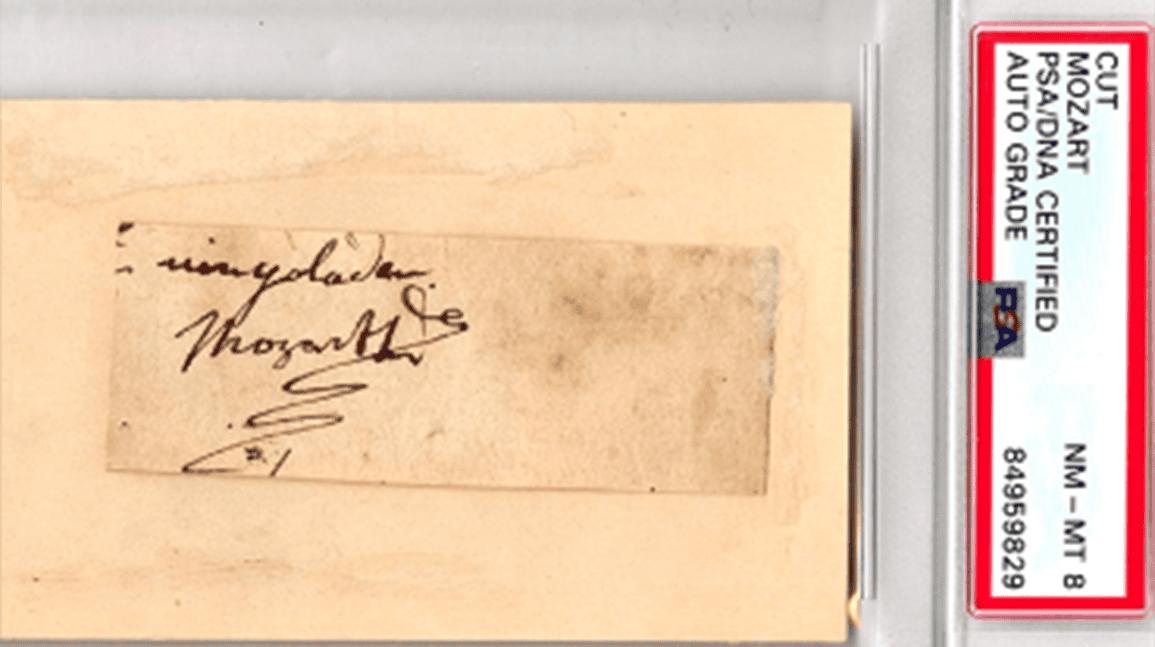 Mozart
CUT
MOZART
PSA/DNA CERTIFIED
AUTO GRADE
PSA
NM – MT 8
84959829